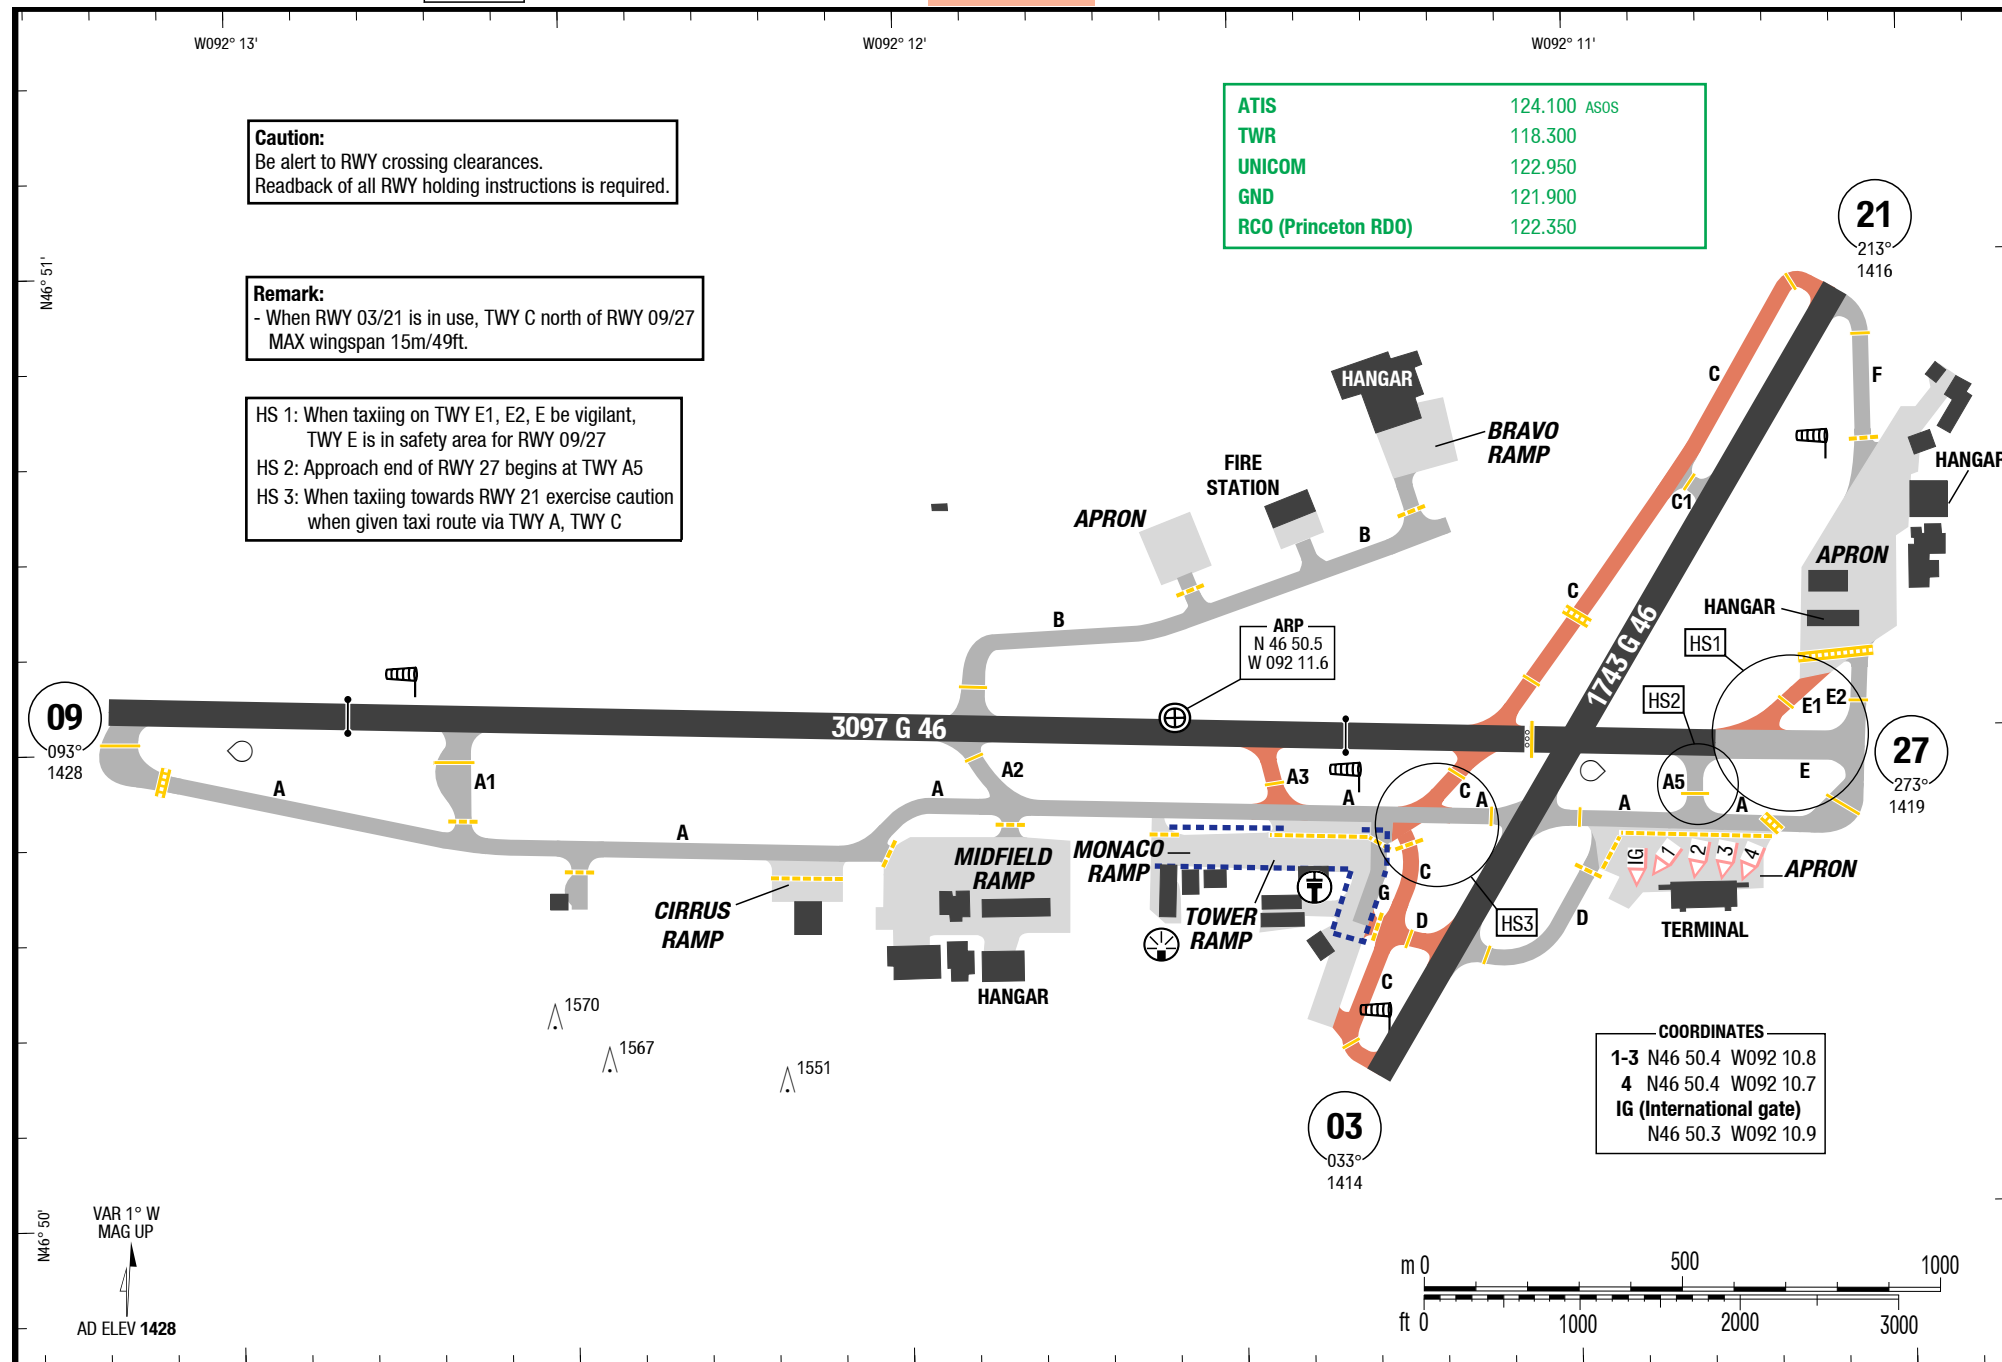 W092° 13'
W092° 12'
W092° 11'
N46° 51'
N46° 50'
Caution:
Be alert to RWY crossing clearances.
Readback of all RWY holding instructions is required.
Remark:
- When RWY 03/21 is in use, TWY C north of RWY 09/27
MAX wingspan 15m/49ft.
HS 1: When taxiing on TWY E1, E2, E be vigilant,
TWY E is in safety area for RWY 09/27
HS 2: Approach end of RWY 27 begins at TWY A5
HS 3: When taxiing towards RWY 21 exercise caution
when given taxi route via TWY A, TWY C
ATIS 124.100 ASOS
TWR 118.300
UNICOM 122.950
GND 121.900
RCO (Princeton RDO) 122.350
21
213°
1416
C
F
HANGAR
BRAVO
RAMP
FIRE
STATION
APRON
HANGAR
C1
B
APRON
C
HANGAR
B
ARP
N 46 50.5
W 092 11.6
1743 G 46
HS1
HS2
E1
E2
09
093°
1428
3097 G 46
27
273°
1419
A
A1
A2
A
A3
A
C
A
A5
A
A
E
A
MIDFIELD
RAMP
MONACO
RAMP
C
G
IG
1
2
3
4
APRON
CIRRUS
RAMP
TOWER
RAMP
D
HS3
D
TERMINAL
HANGAR
C
1570
1567
1551
03
033°
1414
COORDINATES
1-3 N46 50.4 W092 10.8
4 N46 50.4 W092 10.7
IG (International gate)
N46 50.3 W092 10.9
VAR 1° W
MAG UP
AD ELEV 1428
m 0 500 1000
ft 0 1000 2000 3000